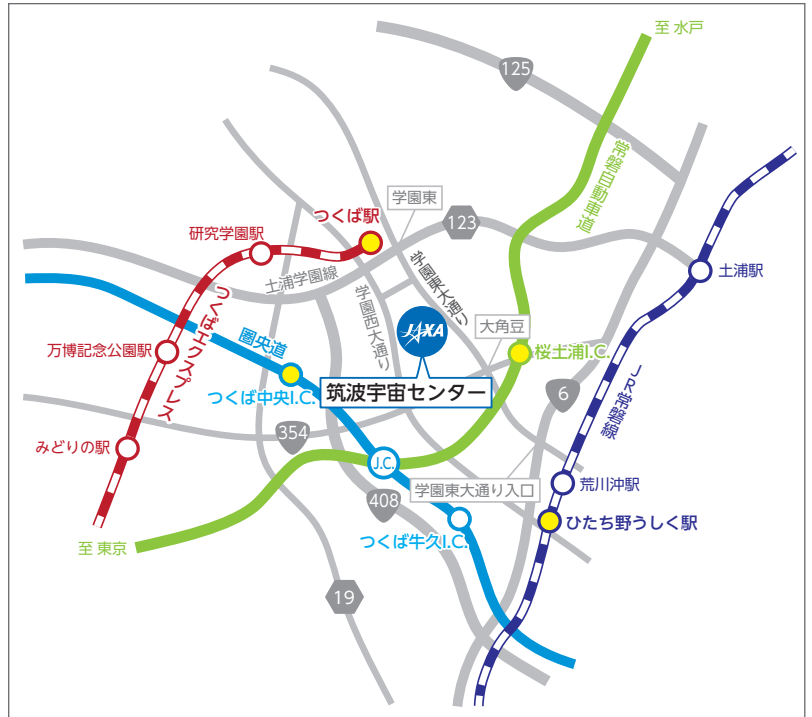 至 水戸
125
常磐自動車道
学園東
つくば駅
123
研究学園駅
土浦学園線
学園東大通り
土浦駅
つくばエクスプレス
学園西大通り
JAXA
大角豆
圏央道
万博記念公園駅
桜土浦I.C.
JR常磐線
つくば中央I.C.
筑波宇宙センター
6
354
みどりの駅
J.C.
学園東大通り入口
荒川沖駅
408
ひたち野うしく駅
つくば牛久I.C.
至 東京
19